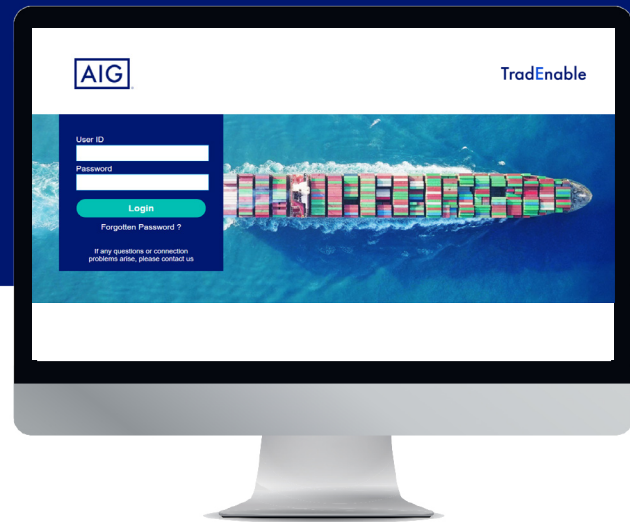 AIG
TradEnable
User ID
Password
Login
Forgotten Password ?
If any questions or connection
problems arise, please contact us